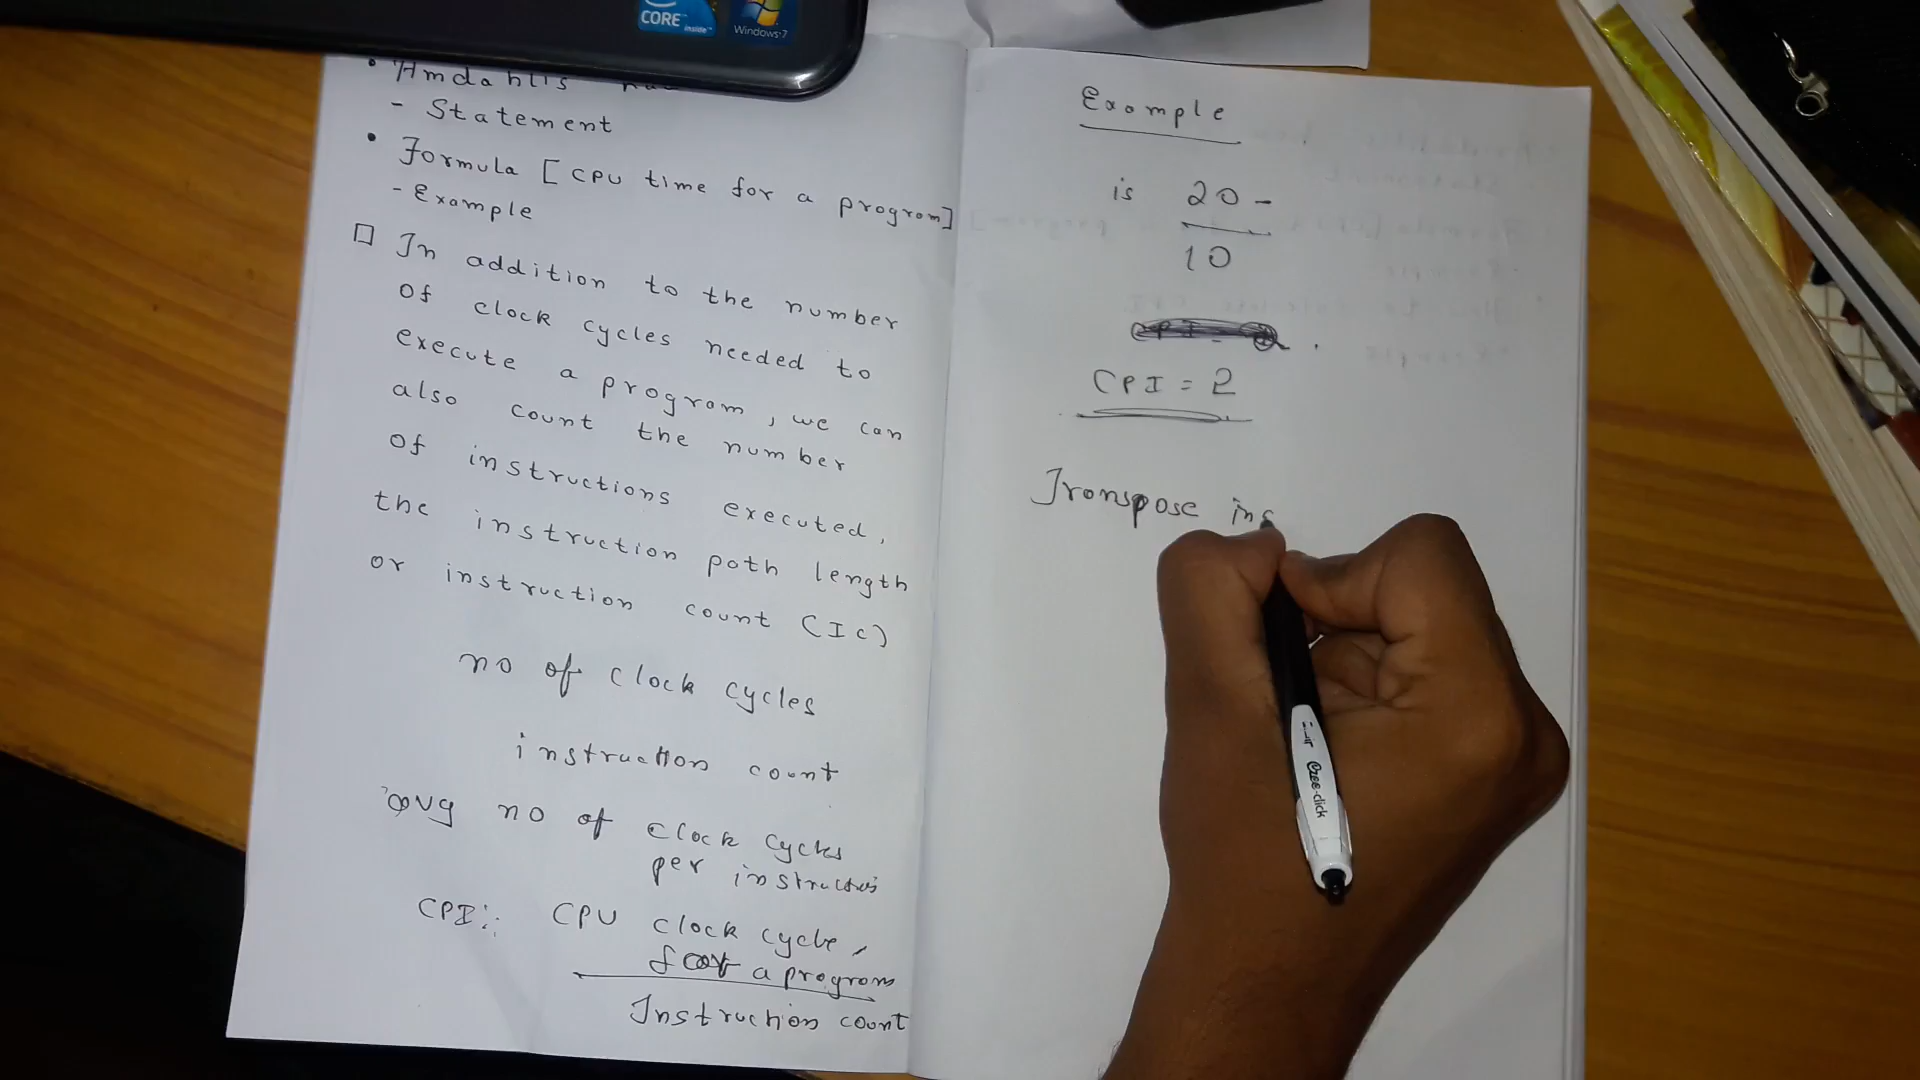 CORE
inside™
Windows 7
• Amdahl's
- Statement
• Formula [CPU time for a program]
- Example
□ In addition to the number
of clock cycles needed to
execute a program, we can
also count the number
of instructions executed,
the instruction path length
or instruction count (Ic)
no of clock cycles
instruction count
avg no of clock cycles
per instruction
CPI: CPU clock cycle
for a program
Instruction count
Example
is 20 -
10
CPI = 2
Transpose ins
Gree-click